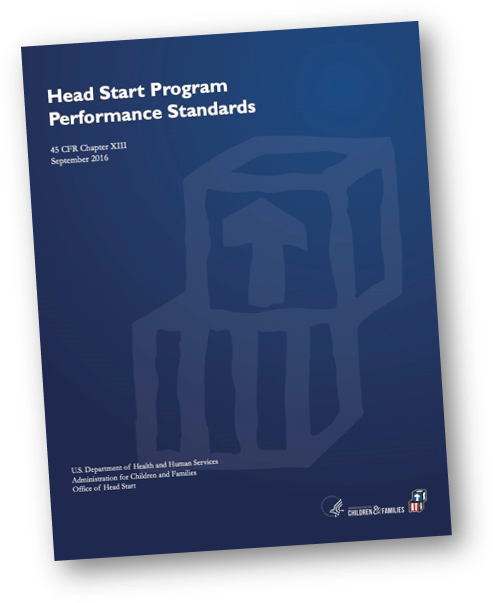 Head Start Program
Performance Standards
45 CFR Chapter XIII
September 2016
U.S. Department of Health and Human Services
Administration for Children and Families
Office of Head Start
CHILDREN & FAMILIES